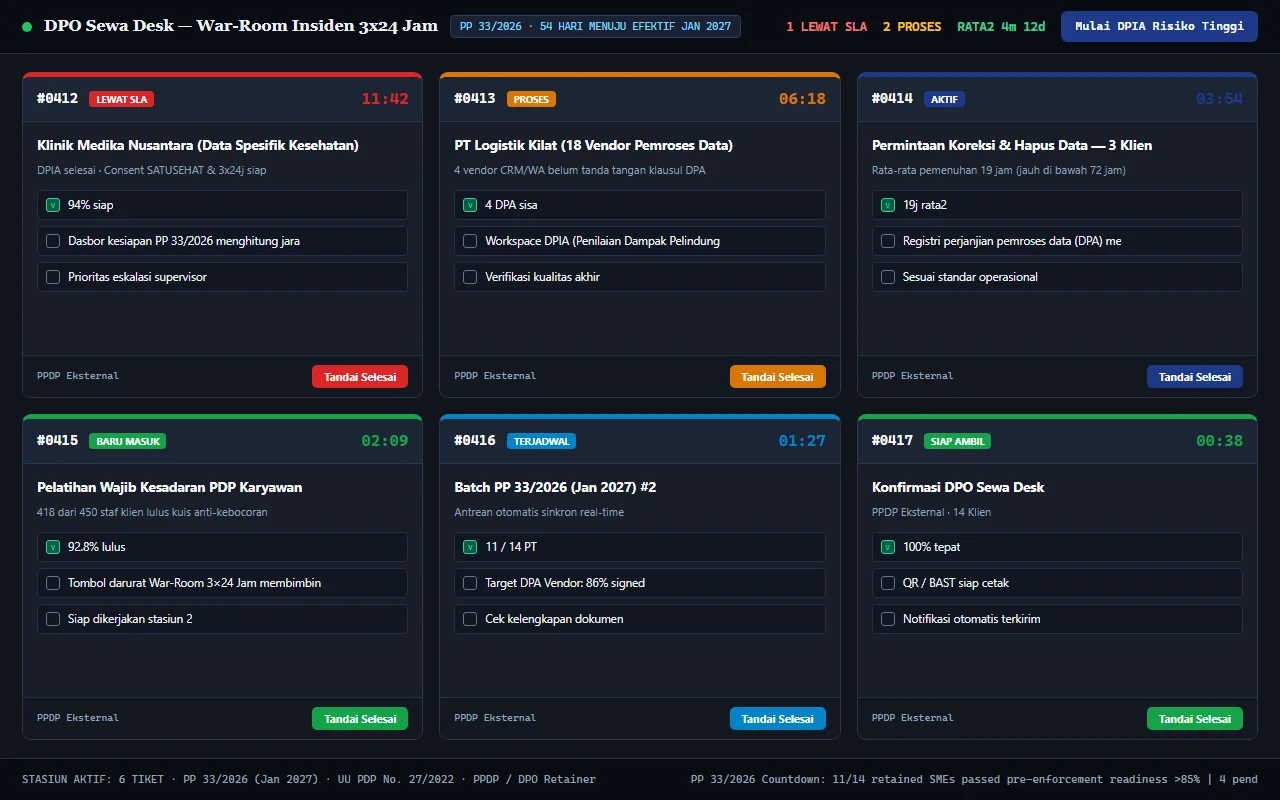 DPO Sewa Desk — War-Room Insiden 3x24 Jam
PP 33/2026 · 54 HARI MENUJU EFEKTIF JAN 2027
1 LEWAT SLA 2 PROSES RATA2 4m 12d
Mulai DPIA Risiko Tinggi
#0412 LEWAT SLA 11:42
Klinik Medika Nusantara (Data Spesifik Kesehatan)
DPIA selesai · Consent SATUSEHAT & 3x24j siap
v 94% siap
Dasbor kesiapan PP 33/2026 menghitung jara
Prioritas eskalasi supervisor
PPDP Eksternal Tandai Selesai
#0413 PROSES 06:18
PT Logistik Kilat (18 Vendor Pemroses Data)
4 vendor CRM/WA belum tanda tangan klausul DPA
v 4 DPA sisa
Workspace DPIA (Penilaian Dampak Pelindung
Verifikasi kualitas akhir
PPDP Eksternal Tandai Selesai
#0414 AKTIF 03:54
Permintaan Koreksi & Hapus Data — 3 Klien
Rata-rata pemenuhan 19 jam (jauh di bawah 72 jam)
v 19j rata2
Registri perjanjian pemroses data (DPA) me
Sesuai standar operasional
PPDP Eksternal Tandai Selesai
#0415 BARU MASUK 02:09
Pelatihan Wajib Kesadaran PDP Karyawan
418 dari 450 staf klien lulus kuis anti-kebocoran
v 92.8% lulus
Tombol darurat War-Room 3×24 Jam membimbin
Siap dikerjakan stasiun 2
PPDP Eksternal Tandai Selesai
#0416 TERJADWAL 01:27
Batch PP 33/2026 (Jan 2027) #2
Antrean otomatis sinkron real-time
v 11 / 14 PT
Target DPA Vendor: 86% signed
Cek kelengkapan dokumen
PPDP Eksternal Tandai Selesai
#0417 SIAP AMBIL 00:38
Konfirmasi DPO Sewa Desk
PPDP Eksternal · 14 Klien
v 100% tepat
QR / BAST siap cetak
Notifikasi otomatis terkirim
PPDP Eksternal Tandai Selesai
STASIUN AKTIF: 6 TIKET · PP 33/2026 (Jan 2027) · UU PDP No. 27/2022 · PPDP / DPO Retainer
PP 33/2026 Countdown: 11/14 retained SMEs passed pre-enforcement readiness >85% | 4 pend